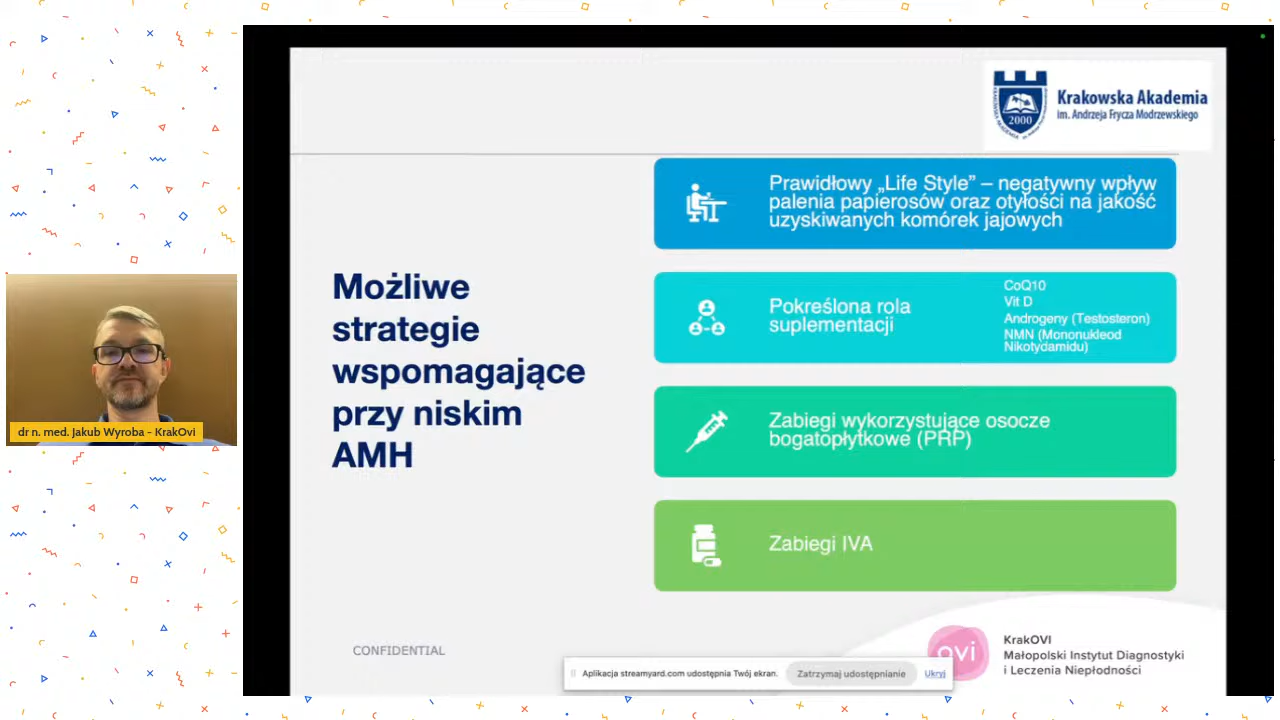 Krakowska Akademia
im. Andrzeja Frycza Modrzewskiego
2000
Możliwe
strategie
wspomagające
przy niskim
AMH
Prawidłowy „Life Style” – negatywny wpływ
palenia papierosów oraz otyłości na jakość
uzyskiwanych komórek jajowych
Pokreślona rola
suplementacji
CoQ10
Vit D
Androgeny (Testosteron)
NMN (Mononukleod
Nikotydamidu)
Zabiegi wykorzystujące osocze
bogatopłytkowe (PRP)
Zabiegi IVA
dr n. med. Jakub Wyroba - KrakOvi
CONFIDENTIAL
ovi
KrakOVI
Małopolski Instytut Diagnostyki
i Leczenia Niepłodności
Aplikacja streamyard.com udostępnia Twój ekran.
Zatrzymaj udostępnianie
Ukryj